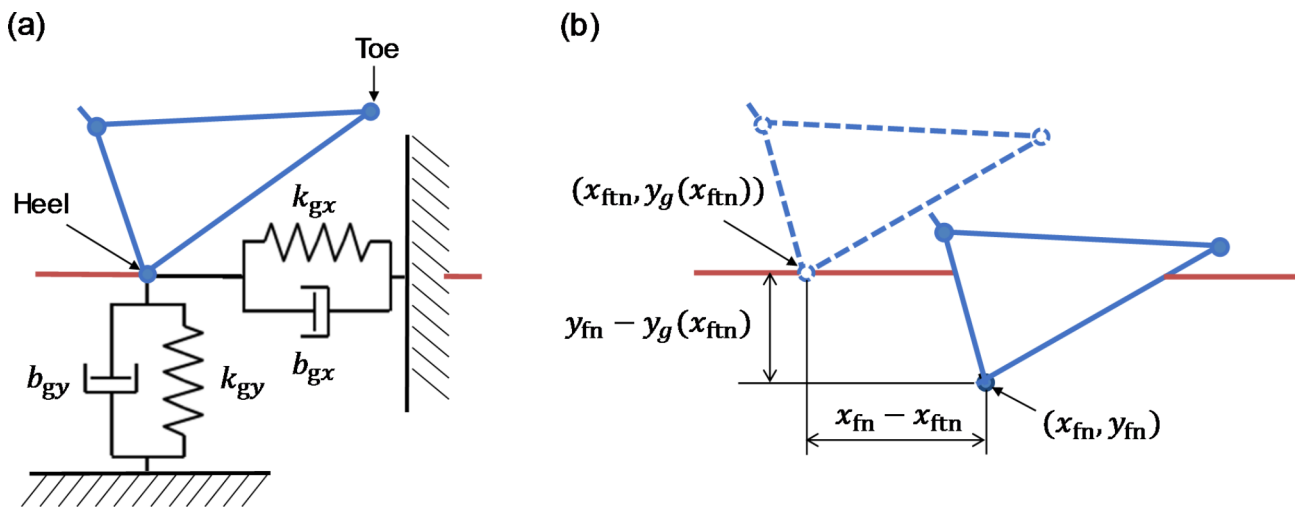 (a)
Toe
Heel
k_gx
b_gx
b_gy
k_gy
(b)
(x_ftn, y_g(x_ftn))
y_fn − y_g(x_ftn)
x_fn − x_ftn
(x_fn, y_fn)